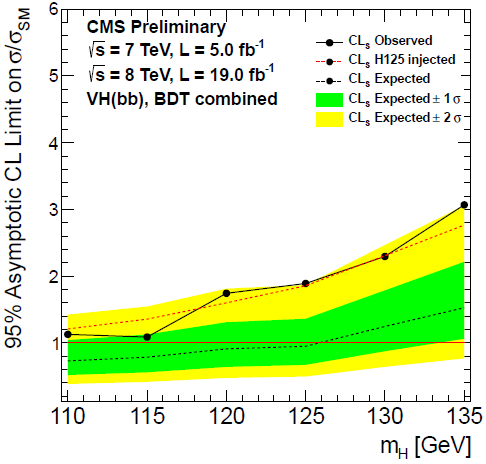 6
5
4
3
2
1
95% Asymptotic CL Limit on σ/σSM
CMS Preliminary
√s = 7 TeV, L = 5.0 fb⁻¹
√s = 8 TeV, L = 19.0 fb⁻¹
VH(bb), BDT combined
CLs Observed
CLs H125 injected
CLs Expected
CLs Expected ± 1 σ
CLs Expected ± 2 σ
110 115 120 125 130 135
mH [GeV]